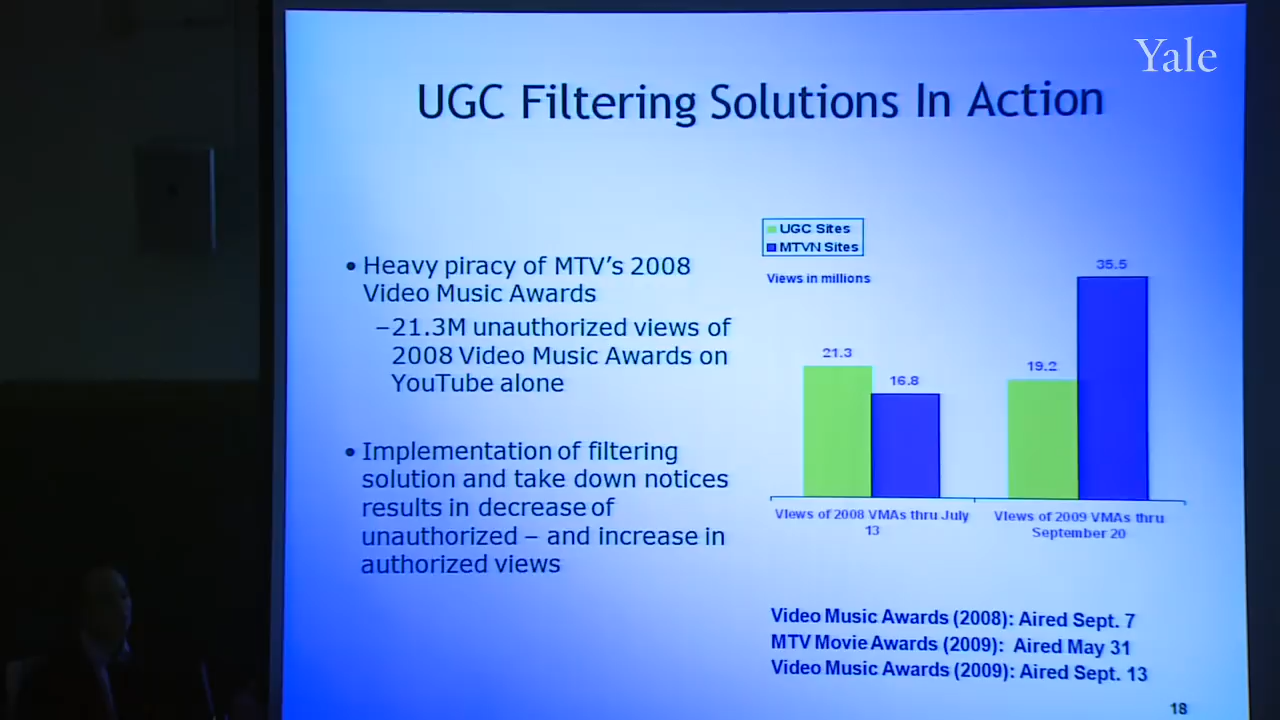 Yale
UGC Filtering Solutions In Action
• Heavy piracy of MTV's 2008
Video Music Awards
–21.3M unauthorized views of
2008 Video Music Awards on
YouTube alone
• Implementation of filtering
solution and take down notices
results in decrease of
unauthorized – and increase in
authorized views
UGC Sites
MTVN Sites
Views in millions
21.3
16.8
19.2
35.5
Views of 2008 VMAs thru July
13
Views of 2009 VMAs thru
September 20
Video Music Awards (2008): Aired Sept. 7
MTV Movie Awards (2009): Aired May 31
Video Music Awards (2009): Aired Sept. 13
18